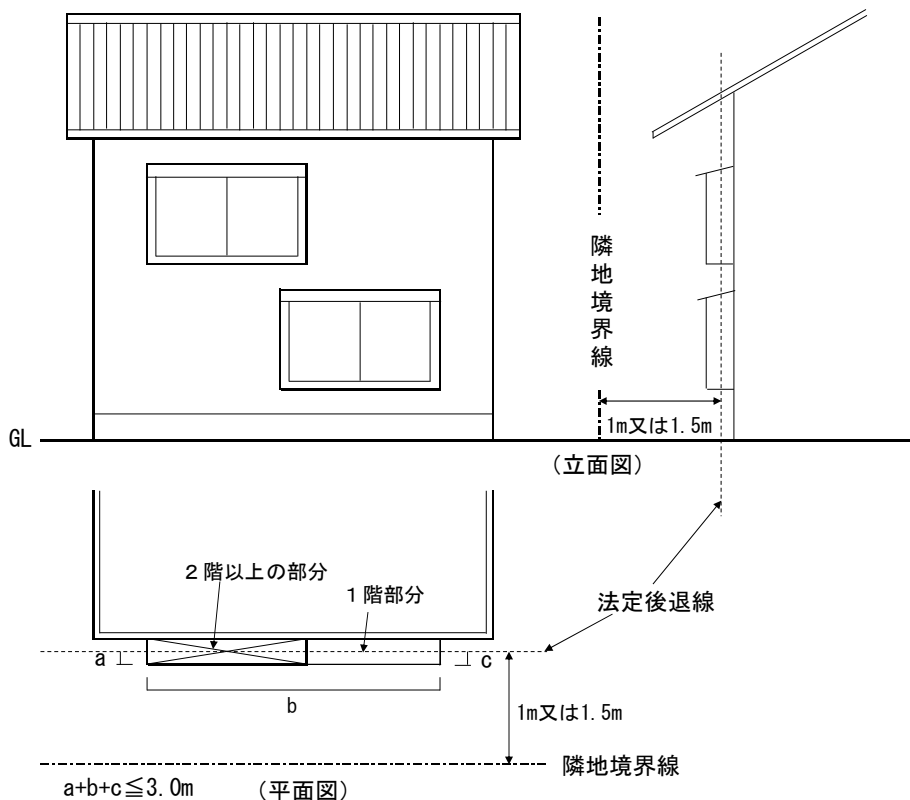 隣地境界線
1m又は1.5m
GL
(立面図)
2階以上の部分
1階部分
法定後退線
a
c
b
1m又は1.5m
隣地境界線
a+b+c≦3.0m
(平面図)